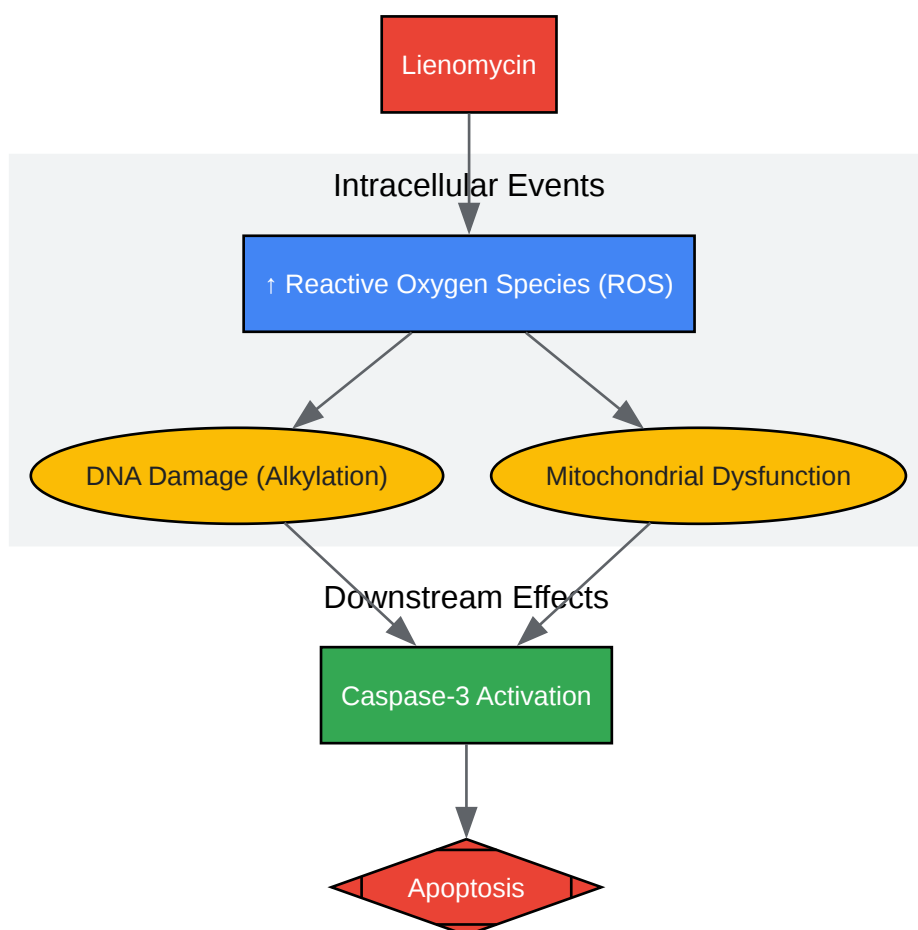 Lienomycin
Intracellular Events
↑ Reactive Oxygen Species (ROS)
DNA Damage (Alkylation)
Mitochondrial Dysfunction
Downstream Effects
Caspase-3 Activation
Apoptosis